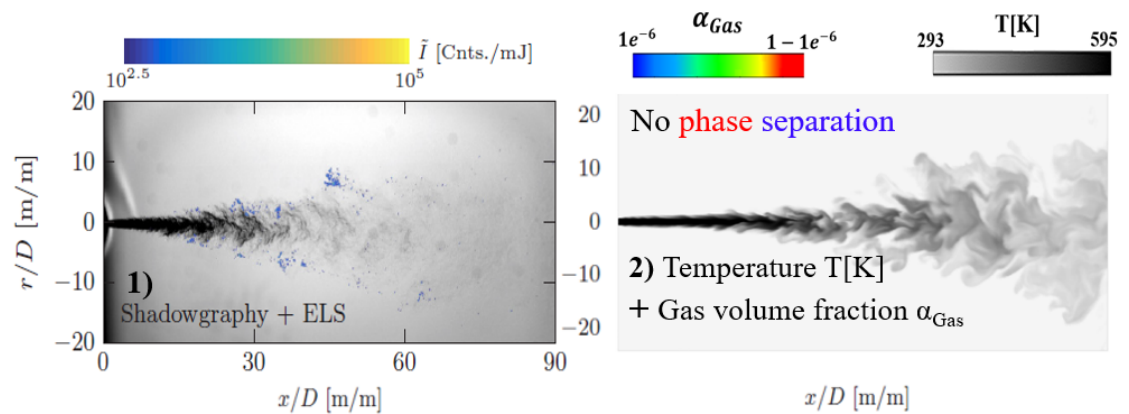 10^2.5 10^5 Ĩ [Cnts./mJ]
20
10
0
−10
−20
r/D [m/m]
1)
Shadowgraphy + ELS
0 30 60 90
x/D [m/m]
α_Gas
1e^-6 1 − 1e^-6
T[K]
293 595
20
10
0
−10
−20
No phase separation
2) Temperature T[K]
+ Gas volume fraction α_Gas
x/D [m/m]